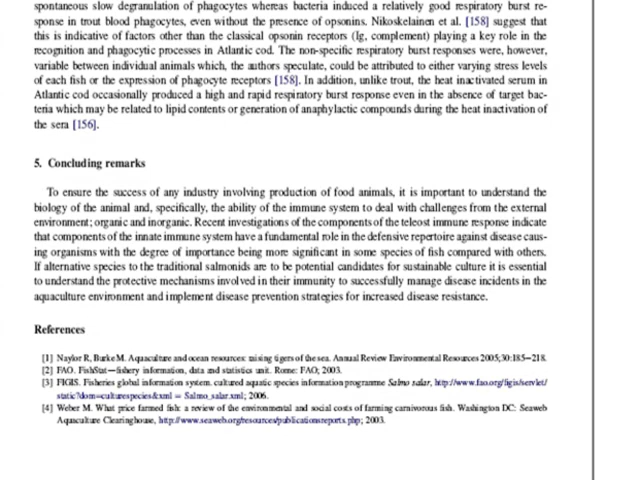 spontaneous slow degranulation of phagocytes whereas bacteria induced a relatively good respiratory burst re-
sponse in trout blood phagocytes, even without the presence of opsonins. Nikoskelainen et al. [158] suggest that
this is indicative of factors other than the classical opsonin receptors (Ig, complement) playing a key role in the
recognition and phagocytic processes in Atlantic cod. The non-specific respiratory burst responses were, however,
variable between individual animals which, the authors speculate, could be attributed to either varying stress levels
of each fish or the expression of phagocyte receptors [158]. In addition, unlike trout, the heat inactivated serum in
Atlantic cod occasionally produced a high and rapid respiratory burst response even in the absence of target bac-
teria which may be related to lipid contents or generation of anaphylactic compounds during the heat inactivation of
the sera [156].
5. Concluding remarks
To ensure the success of any industry involving production of food animals, it is important to understand the
biology of the animal and, specifically, the ability of the immune system to deal with challenges from the external
environment; organic and inorganic. Recent investigations of the components of the teleost immune response indicate
that components of the innate immune system have a fundamental role in the defensive repertoire against disease caus-
ing organisms with the degree of importance being more significant in some species of fish compared with others.
If alternative species to the traditional salmonids are to be potential candidates for sustainable culture it is essential
to understand the protective mechanisms involved in their immunity to successfully manage disease incidents in the
aquaculture environment and implement disease prevention strategies for increased disease resistance.
References
[1] Naylor R, Burke M. Aquaculture and ocean resources: raising tigers of the sea. Annual Review Environmental Resources 2005;30:185–218.
[2] FAO. FishStat—fishery information, data and statistics unit. Rome: FAO; 2003.
[3] FIGIS. Fisheries global information system. cultured aquatic species information programme Salmo salar, http://www.fao.org/figis/servlet/
static?dom=culturespecies&xml = Salmo_salar.xml; 2006.
[4] Weber M. What price farmed fish: a review of the environmental and social costs of farming carnivorous fish. Washington DC: Seaweb
Aquaculture Clearinghouse, http://www.seaweb.org/resources/publicationsreports.php; 2003.